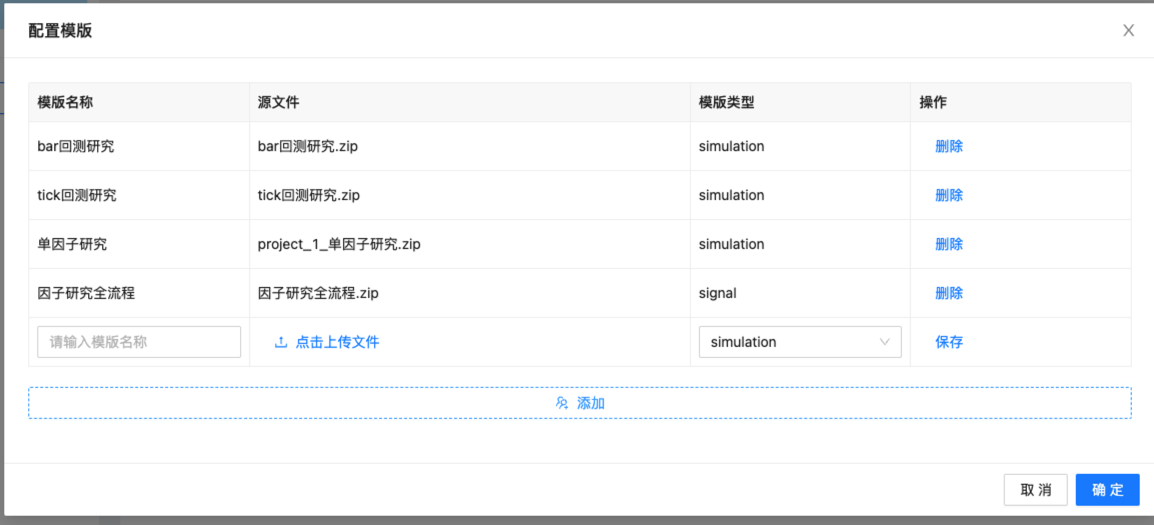 配置模版
模版名称 源文件 模版类型 操作
bar回测研究 bar回测研究.zip simulation 删除
tick回测研究 tick回测研究.zip simulation 删除
单因子研究 project_1_单因子研究.zip simulation 删除
因子研究全流程 因子研究全流程.zip signal 删除
请输入模版名称 点击上传文件 simulation 保存
添加
取 消 确 定